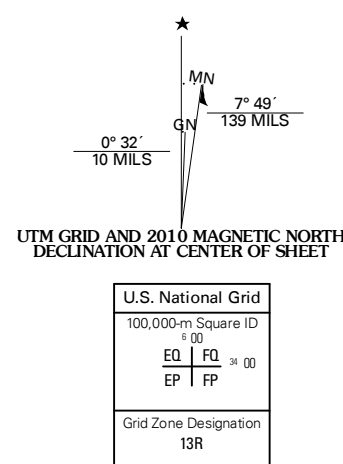 ★
MN
GN
7° 49´
139 MILS
0° 32´
10 MILS
UTM GRID AND 2010 MAGNETIC NORTH
DECLINATION AT CENTER OF SHEET
U.S. National Grid
100,000-m Square ID
6 00
EQ FQ 34 00
EP FP
Grid Zone Designation
13R